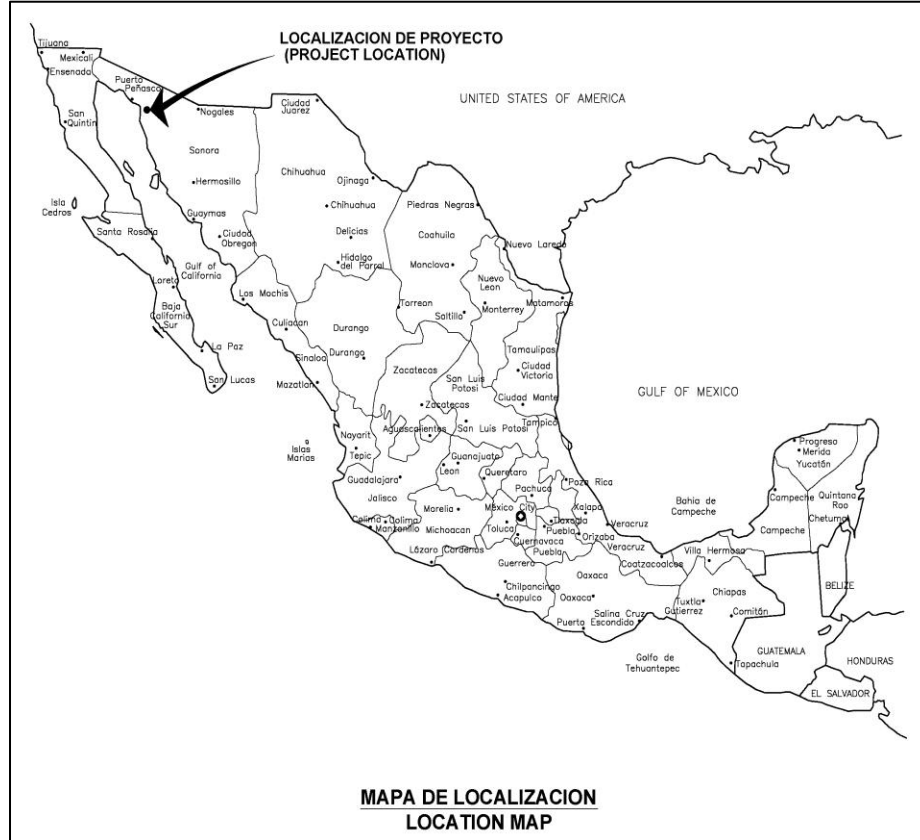 LOCALIZACION DE PROYECTO
(PROJECT LOCATION)
UNITED STATES OF AMERICA
Tijuana
Mexicali
Ensenada
Puerto
Peñasco
San
Quintin
Nogales
Ciudad
Juarez
Sonora
Chihuahua
Ojinaga
Hermosillo
Chihuahua
Piedras Negras
Isla
Cedros
Guaymas
Ciudad
Obregon
Delicias
Coahuila
Santa Rosalia
Nuevo Laredo
Gulf of
California
Hidalgo
del Parral
Monclava
Nuevo
Leon
Loreto
Los Mochis
Torreon
Saltillo
Monterrey
Matamoros
Baja
California
Sur
Culiacan
Durango
La Paz
Sinaloa
Durango
Tamaulipas
Zacatecas
Ciudad
Victoria
San Lucas
Mazatlan
San Luis
Potosi
GULF OF MEXICO
Zacatecas
Ciudad Mante
Aguascalientes
San Luis Potosi
Tampico
Islas
Marias
Nayarit
Tepic
Guanajuato
Leon
Queretaro
Progreso
Merida
Yucatán
Guadalajara
Pachuca
Poza Rica
Jalisco
Campeche
Quintana
Roo
Morelia
Mexico City
Xalapa
Bahia de
Campeche
Chetumal
Colima
Colima
Manzanillo
Michoacan
Toluca
Tlaxcala
Puebla
Orizaba
Veracruz
Campeche
Cuernavaca
Puebla
Veracruz
Villa Hermosa
Lázaro Cardenas
Coatzacoalcos
Guerrero
Oaxaca
BELIZE
Chilpancingo
Acapulco
Oaxaca
Chiapas
Tuxtla
Gutierrez
Salina Cruz
Comitán
Puerto Escondido
GUATEMALA
Golfo de
Tehuantepec
Tapachula
HONDURAS
EL SALVADOR
MAPA DE LOCALIZACION
LOCATION MAP